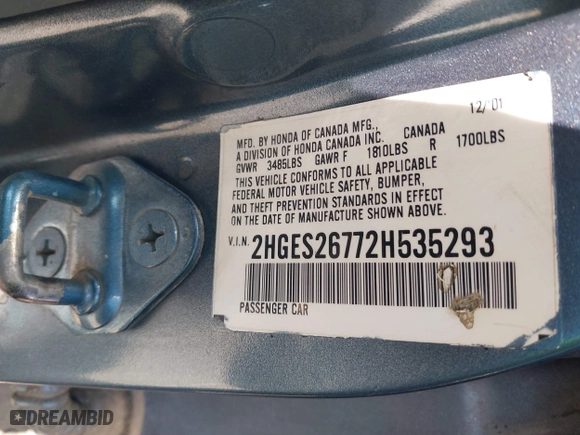 12/01
MFD. BY HONDA OF CANADA MFG.,
A DIVISION OF HONDA CANADA INC. CANADA
GVWR 3485LBS GAWR F 1810LBS R 1700LBS
THIS VEHICLE CONFORMS TO ALL APPLICABLE
FEDERAL MOTOR VEHICLE SAFETY, BUMPER,
AND THEFT PREVENTION STANDARDS IN EFFECT
ON THE DATE OF MANUFACTURE SHOWN ABOVE.
V.I.N. 2HGES26772H535293
PASSENGER CAR
DREAMBID